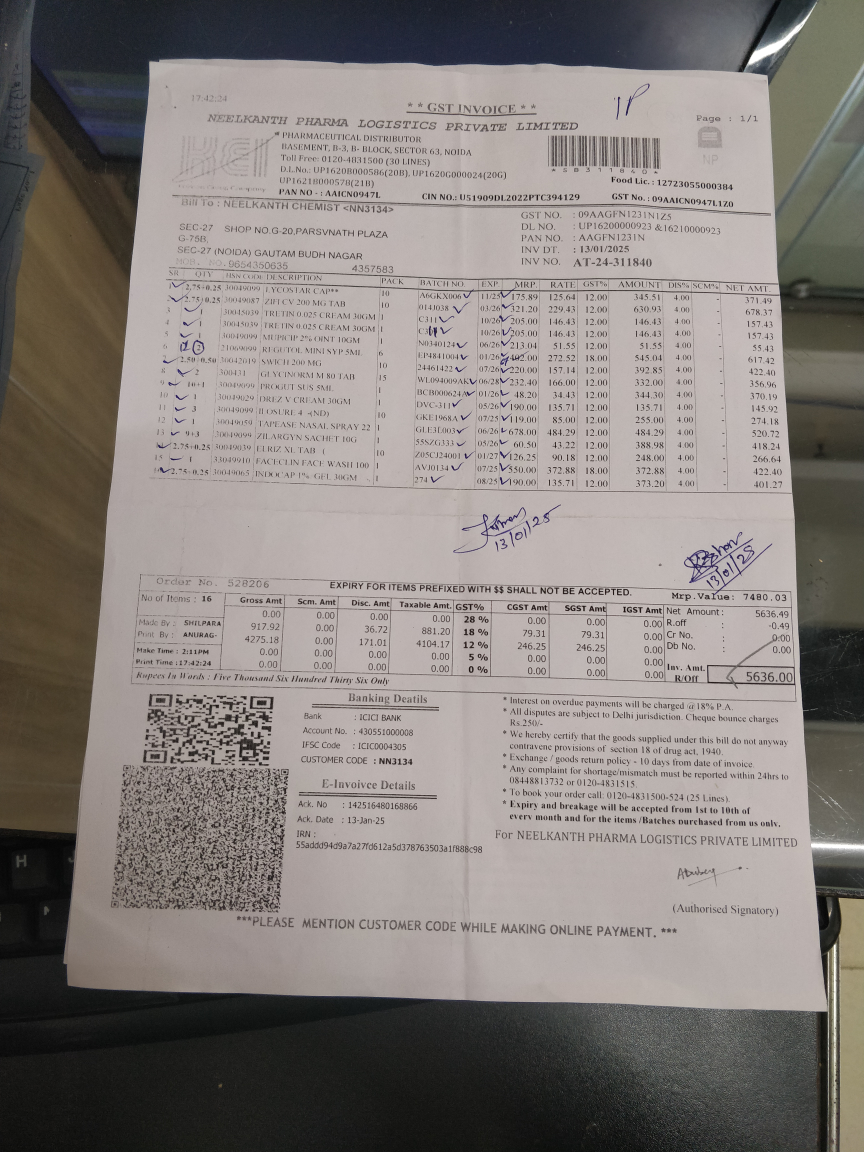 17:42:24
** GST INVOICE **
1P
Page : 1/1
NEELKANTH PHARMA LOGISTICS PRIVATE LIMITED
* PHARMACEUTICAL DISTRIBUTOR
BASEMENT, B-3, B- BLOCK, SECTOR 63, NOIDA
Toll Free: 0120-4831500 (30 LINES)
D.L.No.: UP1620B000586(20B), UP1620G000024(20G)
UP1621B000578(21B)
PAN NO - : AAICN0947L
CIN NO.: U51909DL2022PTC394129
*SB311840*
NP
Food Lic. : 12723055000384
GST No. : 09AAICN0947L1Z0
Bill To : NEELKANTH CHEMIST <NN3134>
SEC-27 SHOP NO.G-20,PARSVNATH PLAZA
G-75B,
SEC-27 (NOIDA) GAUTAM BUDH NAGAR
MOB. NO.9654350635 4357583
GST NO. : 09AAGFN1231N1Z5
DL NO. : UP16200000923 &16210000923
PAN NO. : AAGFN1231N
INV DT. : 13/01/2025
INV NO. AT-24-311840
SR. QTY HSN CODE DESCRIPTION PACK BATCH NO. EXP MRP. RATE GST% AMOUNT DIS% SCM% NET AMT.
1 2.75+0.25 30049099 LYCOSTAR CAP** 10 A6GKX006 11/25 175.89 125.64 12.00 345.51 4.00 - 371.49
2 2.75+0.25 30049087 ZIFI CV 200 MG TAB 10 014J038 03/26 321.20 229.43 12.00 630.93 4.00 - 678.37
3 1 30045039 TRETIN 0.025 CREAM 30GM 1 C311 10/26 205.00 146.43 12.00 146.43 4.00 - 157.43
4 1 30045039 TRETIN 0.025 CREAM 30GM 1 10/26 205.00 146.43 12.00 146.43 4.00 - 157.43
5 1 30049099 MUPICIP 2% OINT 10GM 1 N0340124 06/26 51.55 12.00 51.55 4.00 - 55.43
6 2 21069099 REGUTOL MINI SYP 5ML 6 EP4841004 01/26 402.00 272.52 18.00 545.04 4.00 - 617.42
2.50+0.50 30042019 SWICH 200 MG 10 24461422 07/26 220.00 157.14 12.00 392.85 4.00 - 422.40
8 2 300431 GLYCINORM M 80 TAB 15 WL094009AK 06/28 232.40 166.00 12.00 332.00 4.00 - 356.96
9 10+1 30049099 PROGUT SUS 5ML 1 BCB000624A 01/26 48.20 34.43 12.00 344.30 4.00 - 370.19
10 1 30049029 DREZ V CREAM 30GM 1 DVC-311 05/26 190.00 135.71 12.00 135.71 4.00 - 145.92
11 3 30049099 ILOSURE 4 (ND) 10 GKE1968A 07/25 119.00 85.00 12.00 255.00 4.00 - 274.18
12 1 30049059 TAPEASE NASAL SPRAY 22 1 GLE3L003 06/26 678.00 484.29 12.00 484.29 4.00 - 520.72
13 9+3 30049099 ZILARGYN SACHET 10G 1 55SZG333 05/26 60.50 43.22 12.00 388.98 4.00 - 418.24
2.75+0.25 30049039 ELRIZ XL TAB ( 10 Z05CJ24001 01/27 126.25 90.18 12.00 248.00 4.00 - 266.64
15 1 33049910 FACECLIN FACE WASH 100 1 AVJ0134 07/25 550.00 372.88 18.00 372.88 4.00 - 422.40
16 2.75+0.25 30049065 INDOCAP 1% GEL 30GM 1 274 08/25 190.00 135.71 12.00 373.20 4.00 - 401.27
13/01/25
13/01/25
Order No. 528206
EXPIRY FOR ITEMS PREFIXED WITH $$ SHALL NOT BE ACCEPTED.
Mrp.Value: 7480.03
No of Items : 16
Made By : SHILPARA
Print By : ANURAG-
Make Time : 2:11PM
Print Time :17:42:24
Gross Amt Scm. Amt Disc. Amt Taxable Amt. GST% CGST Amt SGST Amt IGST Amt
0.00 0.00 0.00 0.00 28 % 0.00 0.00 0.00
917.92 0.00 36.72 881.20 18 % 79.31 79.31 0.00
4275.18 0.00 171.01 4104.17 12 % 246.25 246.25 0.00
0.00 0.00 0.00 0.00 5 % 0.00 0.00 0.00
0.00 0.00 0.00 0.00 0 % 0.00 0.00 0.00
Net Amount : 5636.49
R.off : -0.49
Cr No. : 0.00
Db No. : 0.00
Inv. Amt.
R/Off 5636.00
Rupees In Words : Five Thousand Six Hundred Thirty Six Only
Banking Deatils
Bank : ICICI BANK
Account No. : 430551000008
IFSC Code : ICIC0004305
CUSTOMER CODE : NN3134
E-Invoivce Details
Ack. No : 142516480168866
Ack. Date : 13-Jan-25
IRN :
55addd94d9a7a27fd612a5d378763503a1f888c98
* Interest on overdue payments will be charged @18% P.A.
* All disputes are subject to Delhi jurisdiction. Cheque bounce charges
Rs.250/-
* We hereby certify that the goods supplied under this bill do not anyway
contravene provisions of section 18 of drug act, 1940.
* Exchange / goods return policy - 10 days from date of invoice
* Any complaint for shortage/mismatch must be reported within 24hrs to
08448813732 or 0120-4831515.
* To book your order call: 0120-4831500-524 (25 Lines).
* Expiry and breakage will be accepted from 1st to 10th of
every month and for the items /Batches purchased from us only.
For NEELKANTH PHARMA LOGISTICS PRIVATE LIMITED
(Authorised Signatory)
***PLEASE MENTION CUSTOMER CODE WHILE MAKING ONLINE PAYMENT. ***